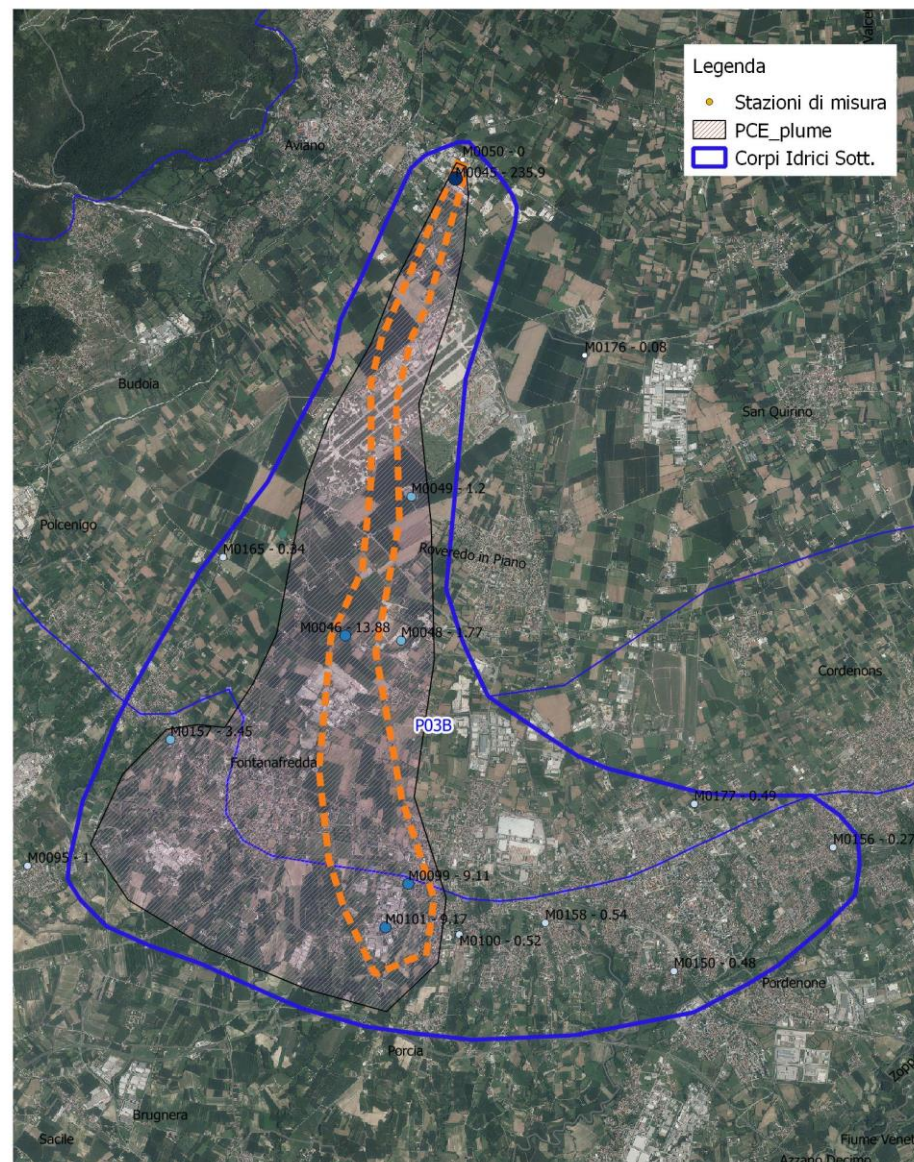 Valcel
Legenda
Stazioni di misura
PCE_plume
Corpi Idrici Sott.
Aviano
M0050 - 0
M0045 - 235.9
M0176 - 0.08
Budoia
San Quirino
M0049 - 1.2
Polcenigo
M0165 - 0.34
Roveredo in Piano
M0046 - 13.88
M0048 - 1.77
Cordenons
P03B
M0157 - 3.45
Fontanafredda
M0177 - 0.49
M0156 - 0.27
M0095 - 1
M0099 - 9.11
M0101 - 9.17
M0158 - 0.54
M0100 - 0.52
M0150 - 0.48
Pordenone
Porcia
Zopp
Brugnera
Sacile
Fiume Venet
Azzano Decimo